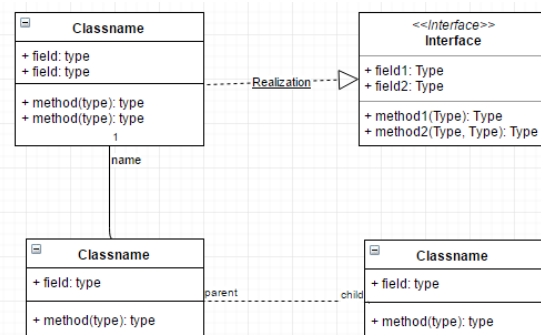 Classname
+ field: type
+ field: type
+ method(type): type
+ method(type): type
1
name
Realization
<<Interface>>
Interface
+ field1: Type
+ field2: Type
+ method1(Type): Type
+ method2(Type, Type): Type
Classname
+ field: type
+ method(type): type
parent
child
Classname
+ field: type
+ method(type): type